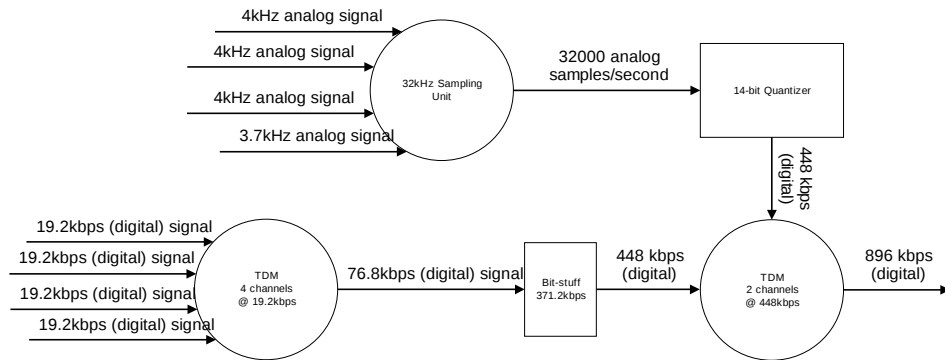 4kHz analog signal
4kHz analog signal
4kHz analog signal
3.7kHz analog signal
32kHz Sampling
Unit
32000 analog
samples/second
14-bit Quantizer
448 kbps
(digital)
19.2kbps (digital) signal
19.2kbps (digital) signal
19.2kbps (digital) signal
19.2kbps (digital) signal
TDM
4 channels
@ 19.2kbps
76.8kbps (digital) signal
Bit-stuff
371.2kbps
448 kbps
(digital)
TDM
2 channels
@ 448kbps
896 kbps
(digital)